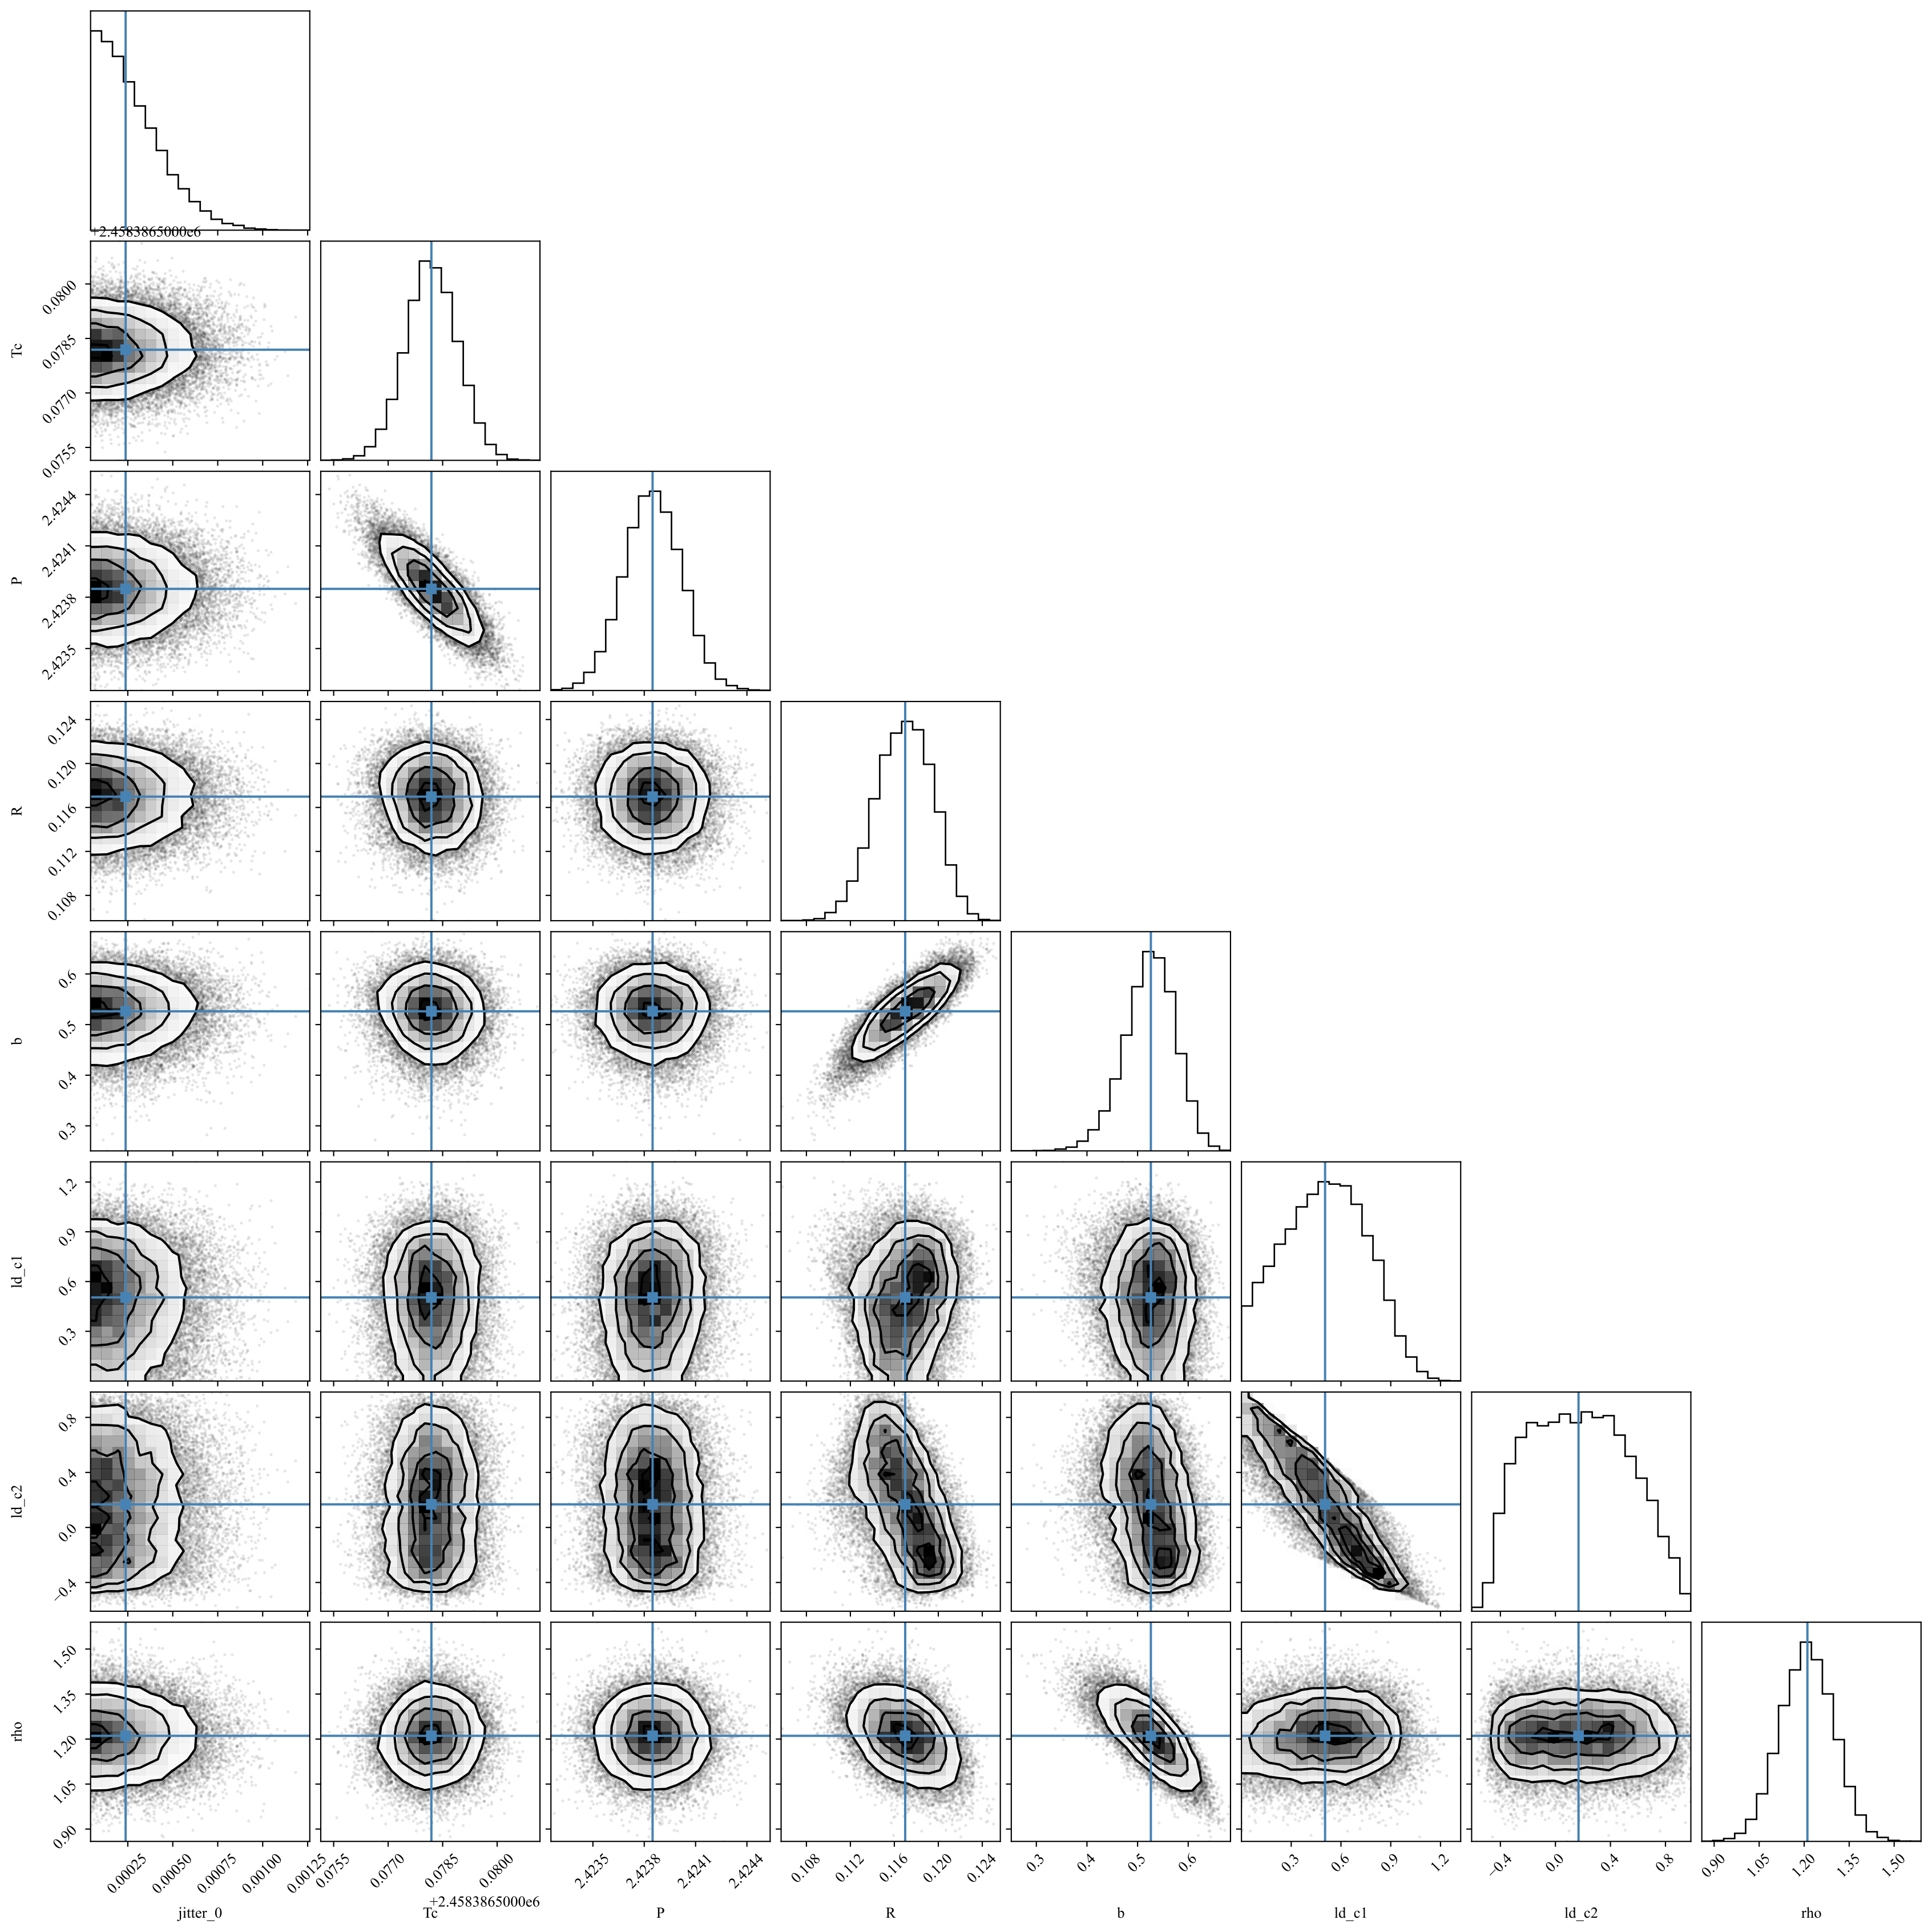 +2.4583865000e6
0.0800
0.0785
0.0770
0.0755
Tc
2.4244
2.4241
2.4238
2.4235
P
0.124
0.120
0.116
0.112
0.108
R
0.6
0.5
0.4
0.3
b
1.2
0.9
0.6
0.3
ld_c1
0.8
0.4
0.0
−0.4
ld_c2
1.50
1.35
1.20
1.05
0.90
rho
0.00025 0.00050 0.00075 0.00100 0.00125
0.0755 0.0770 0.0785 0.0800
2.4235 2.4238 2.4241 2.4244
0.108 0.112 0.116 0.120 0.124
0.3 0.4 0.5 0.6
0.3 0.6 0.9 1.2
−0.4 0.0 0.4 0.8
0.90 1.05 1.20 1.35 1.50
+2.4583865000e6
jitter_0 Tc P R b ld_c1 ld_c2 rho